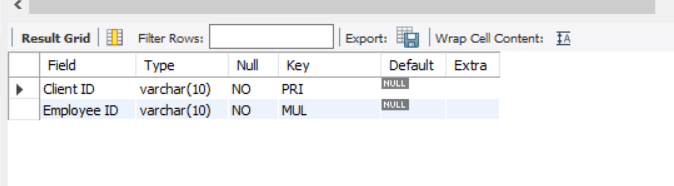 Result Grid Filter Rows: Export: Wrap Cell Content: IA
Field Type Null Key Default Extra
Client ID varchar(10) NO PRI NULL
Employee ID varchar(10) NO MUL NULL